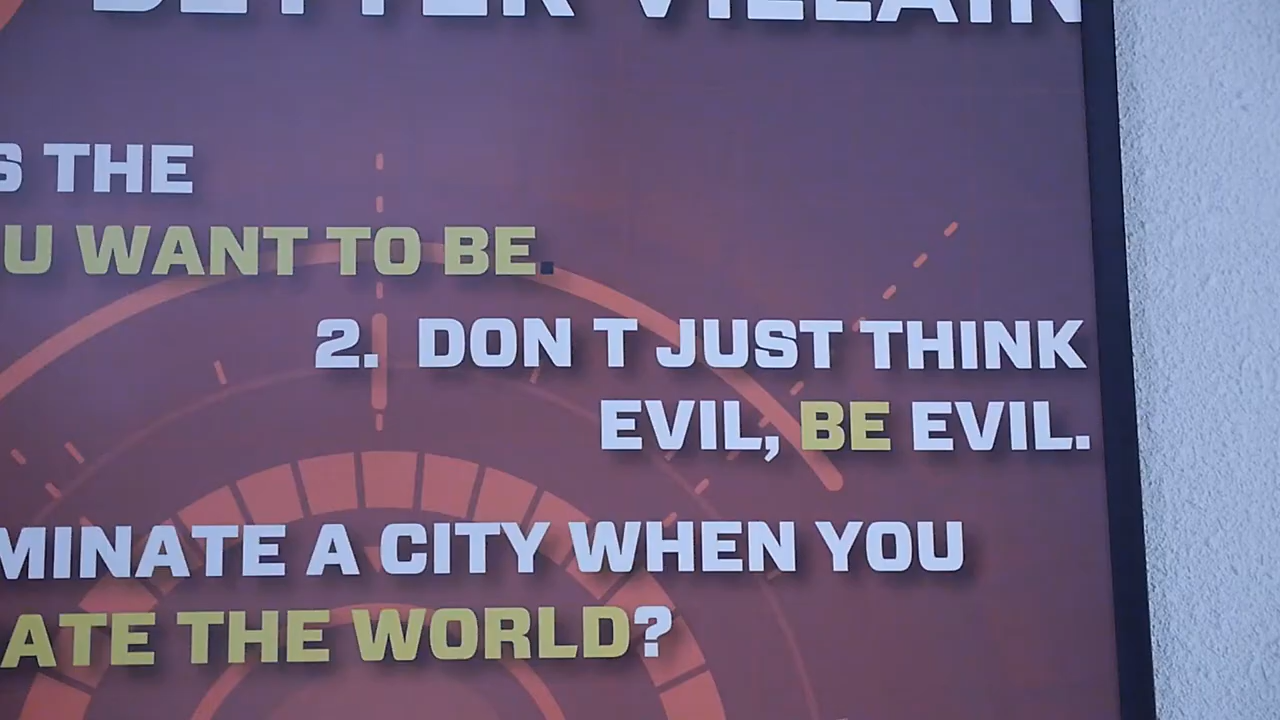 BETTER VILLAIN
S THE
U WANT TO BE.
2. DON T JUST THINK
EVIL, BE EVIL.
MINATE A CITY WHEN YOU
ATE THE WORLD?